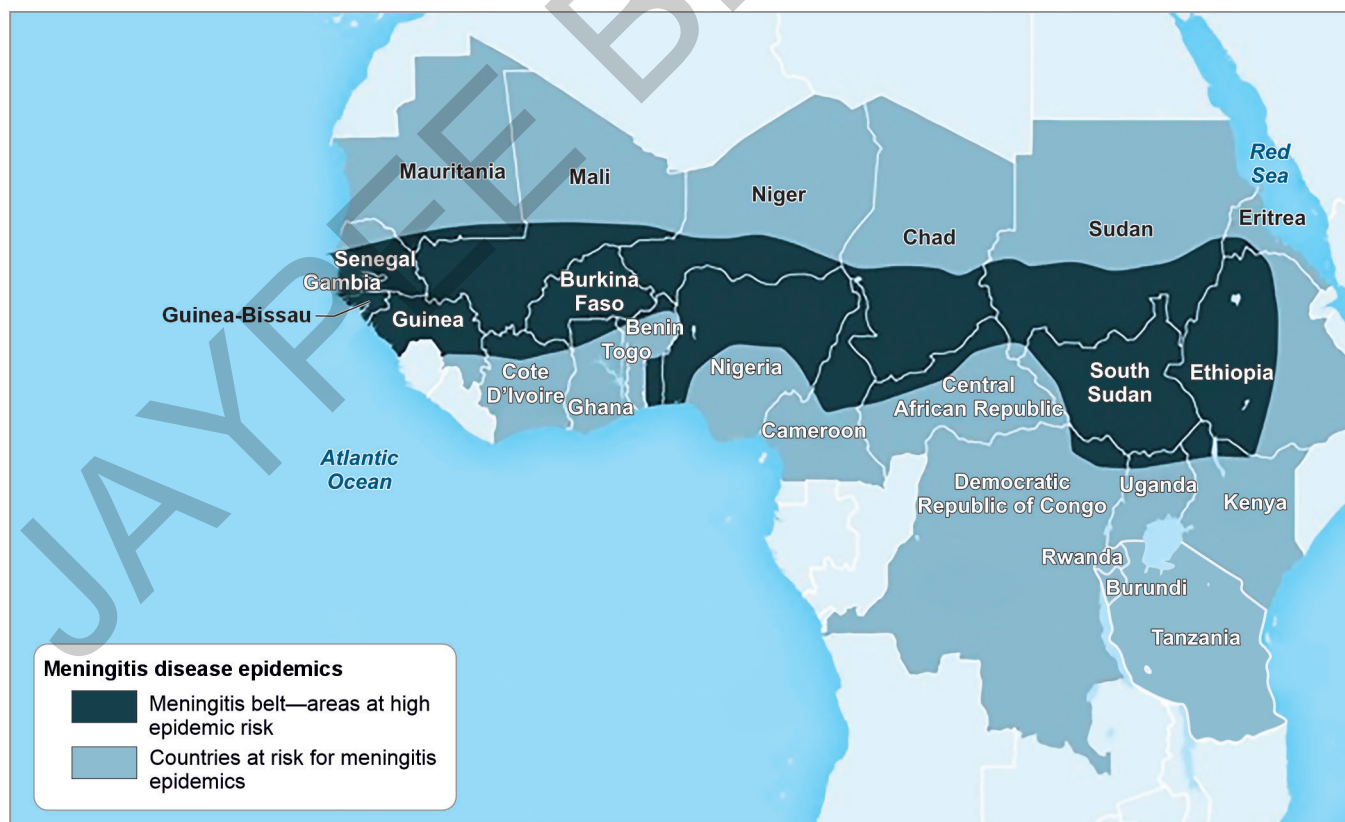 JAYPEE B
Mauritania
Mali
Niger
Chad
Sudan
Eritrea
Red
Sea
Senegal
Gambia
Guinea-Bissau
Guinea
Burkina
Faso
Benin
Togo
Cote
D'Ivoire
Ghana
Nigeria
Cameroon
Central
African Republic
South
Sudan
Ethiopia
Atlantic
Ocean
Democratic
Republic of Congo
Uganda
Kenya
Rwanda
Burundi
Tanzania
Meningitis disease epidemics
Meningitis belt—areas at high
epidemic risk
Countries at risk for meningitis
epidemics